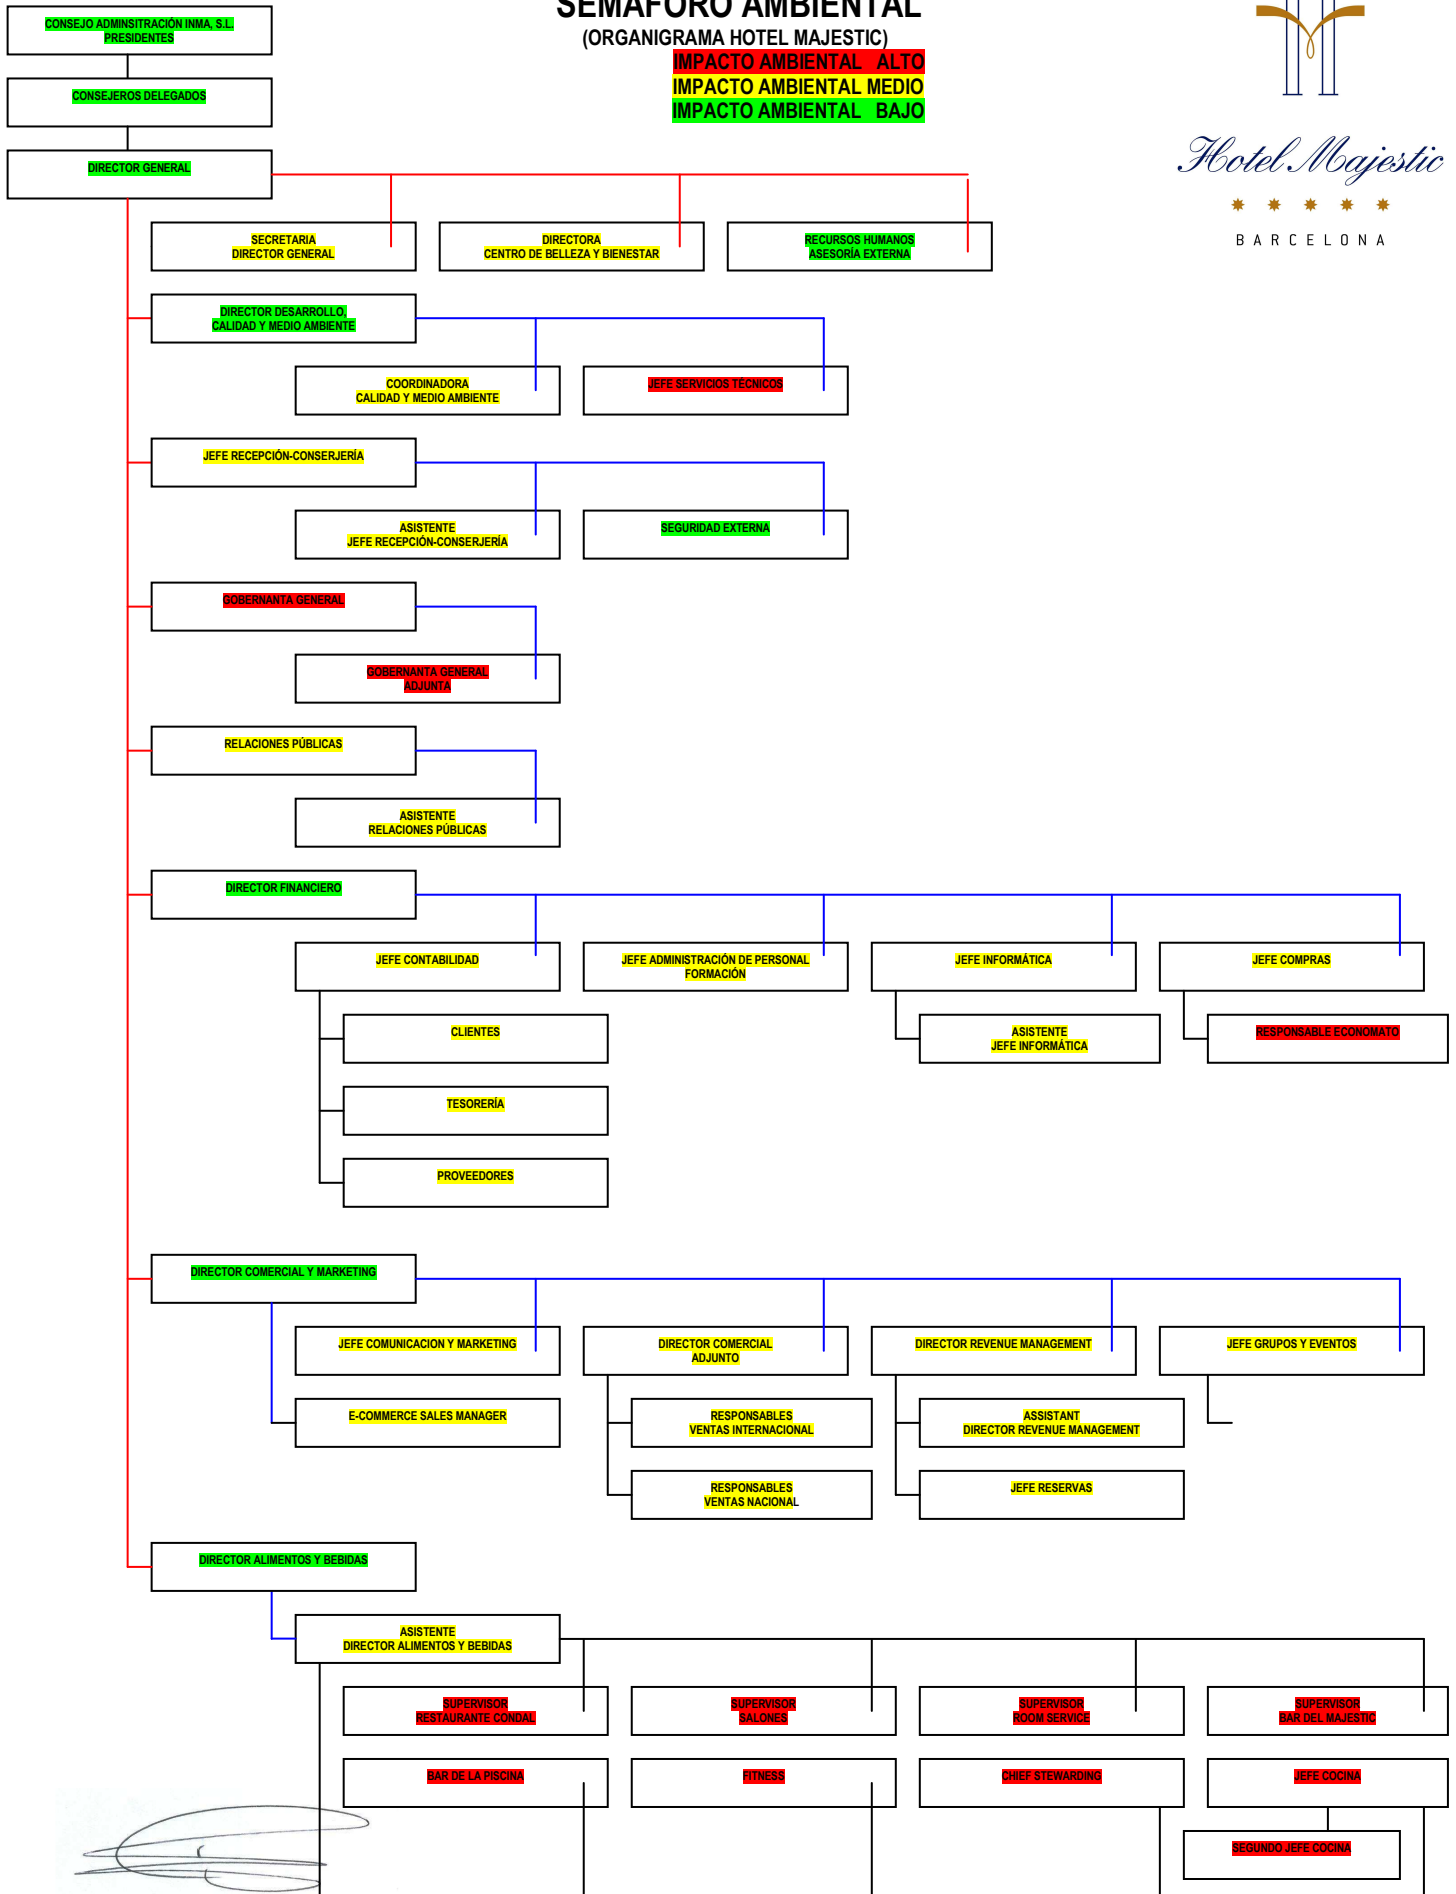 SEMÁFORO AMBIENTAL
(ORGANIGRAMA HOTEL MAJESTIC)
IMPACTO AMBIENTAL ALTO
IMPACTO AMBIENTAL MEDIO
IMPACTO AMBIENTAL BAJO
Hotel Majestic
BARCELONA
CONSEJO ADMINSITRACIÓN INMA, S.L.
PRESIDENTES
CONSEJEROS DELEGADOS
DIRECTOR GENERAL
SECRETARIA
DIRECTOR GENERAL
DIRECTORA
CENTRO DE BELLEZA Y BIENESTAR
RECURSOS HUMANOS
ASESORÍA EXTERNA
DIRECTOR DESARROLLO,
CALIDAD Y MEDIO AMBIENTE
COORDINADORA
CALIDAD Y MEDIO AMBIENTE
JEFE SERVICIOS TÉCNICOS
JEFE RECEPCIÓN-CONSERJERÍA
ASISTENTE
JEFE RECEPCIÓN-CONSERJERÍA
SEGURIDAD EXTERNA
GOBERNANTA GENERAL
GOBERNANTA GENERAL
ADJUNTA
RELACIONES PÚBLICAS
ASISTENTE
RELACIONES PÚBLICAS
DIRECTOR FINANCIERO
JEFE CONTABILIDAD
JEFE ADMINISTRACIÓN DE PERSONAL
FORMACIÓN
JEFE INFORMÁTICA
JEFE COMPRAS
CLIENTES
ASISTENTE
JEFE INFORMÁTICA
RESPONSABLE ECONOMATO
TESORERÍA
PROVEEDORES
DIRECTOR COMERCIAL Y MARKETING
JEFE COMUNICACION Y MARKETING
DIRECTOR COMERCIAL
ADJUNTO
DIRECTOR REVENUE MANAGEMENT
JEFE GRUPOS Y EVENTOS
E-COMMERCE SALES MANAGER
RESPONSABLES
VENTAS INTERNACIONAL
ASSISTANT
DIRECTOR REVENUE MANAGEMENT
RESPONSABLES
VENTAS NACIONAL
JEFE RESERVAS
DIRECTOR ALIMENTOS Y BEBIDAS
ASISTENTE
DIRECTOR ALIMENTOS Y BEBIDAS
SUPERVISOR
RESTAURANTE CONDAL
SUPERVISOR
SALONES
SUPERVISOR
ROOM SERVICE
SUPERVISOR
BAR DEL MAJESTIC
BAR DE LA PISCINA
FITNESS
CHIEF STEWARDING
JEFE COCINA
SEGUNDO JEFE COCINA